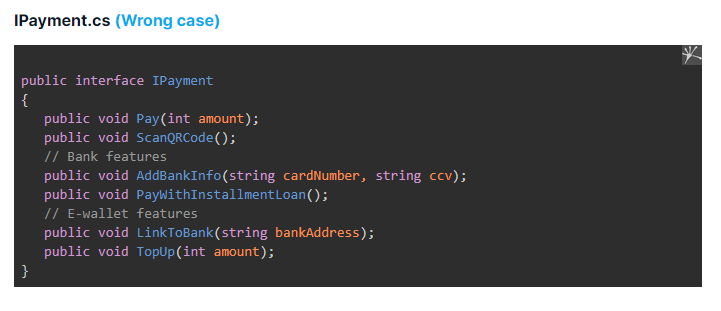 IPayment.cs (Wrong case)
public interface IPayment
{
public void Pay(int amount);
public void ScanQRCode();
// Bank features
public void AddBankInfo(string cardNumber, string ccv);
public void PayWithInstallmentLoan();
// E-wallet features
public void LinkToBank(string bankAddress);
public void TopUp(int amount);
}